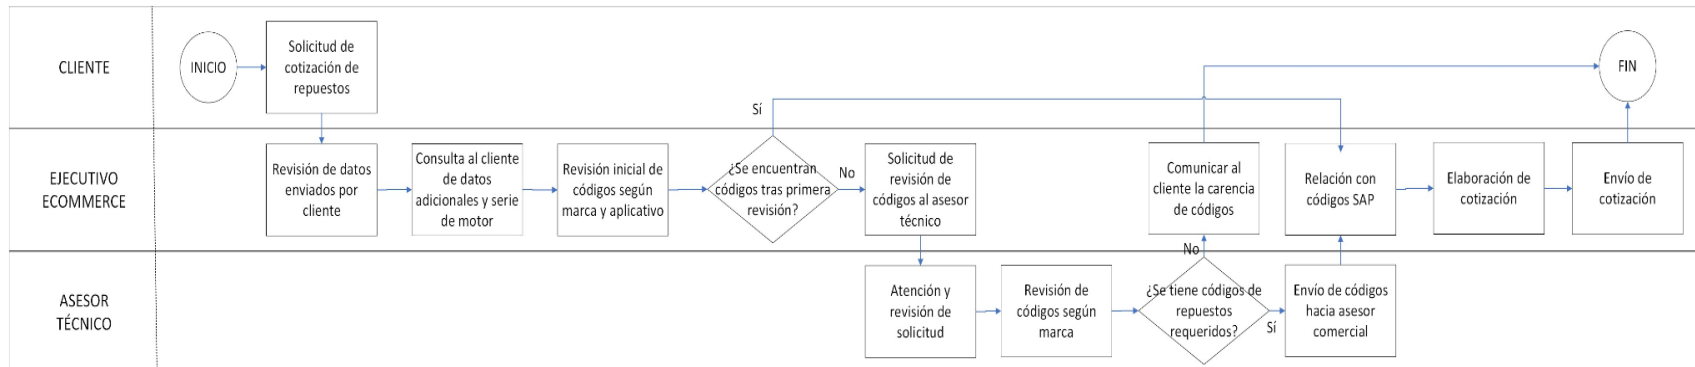 CLIENTE
INICIO
Solicitud de
cotización de
repuestos
FIN
Sí
EJECUTIVO
ECOMMERCE
Revisión de datos
enviados por
cliente
Consulta al cliente
de datos
adicionales y serie
de motor
Revisión inicial de
códigos según
marca y aplicativo
¿Se encuentran
códigos tras primera
revisión?
No
Solicitud de
revisión de
códigos al asesor
técnico
Comunicar al
cliente la carencia
de códigos
Relación con
códigos SAP
Elaboración de
cotización
Envío de
cotización
ASESOR
TÉCNICO
Atención y
revisión de
solicitud
Revisión de
códigos según
marca
No
¿Se tiene códigos de
repuestos
requeridos?
Sí
Envío de códigos
hacia asesor
comercial